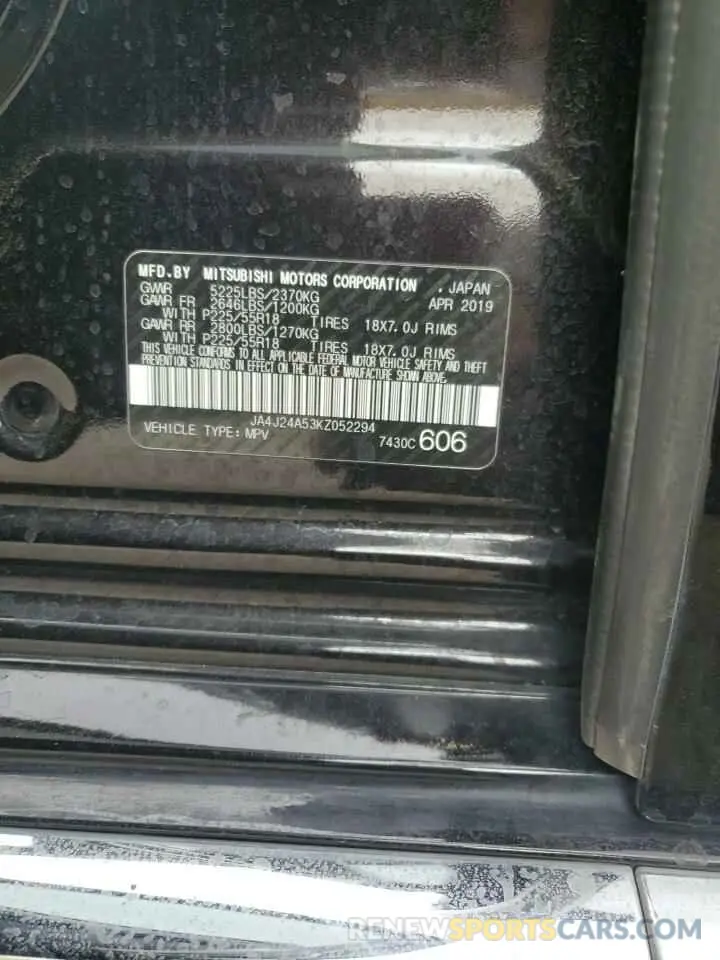 MFD.BY MITSUBISHI MOTORS CORPORATION , JAPAN
GVWR 5225LBS/2370KG APR 2019
GAWR FR 2646LBS/1200KG
WITH P225/55R18 TIRES 18X7.0J RIMS
GAWR RR 2800LBS/1270KG
WITH P225/55R18 TIRES 18X7.0J RIMS
THIS VEHICLE CONFORMS TO ALL APPLICABLE FEDERAL MOTOR VEHICLE SAFETY AND THEFT
PREVENTION STANDARDS IN EFFECT ON THE DATE OF MANUFACTURE SHOWN ABOVE.
JA4J24A53KZ052294
VEHICLE TYPE: MPV 7430C 606
RENEWSPORTSCARS.COM